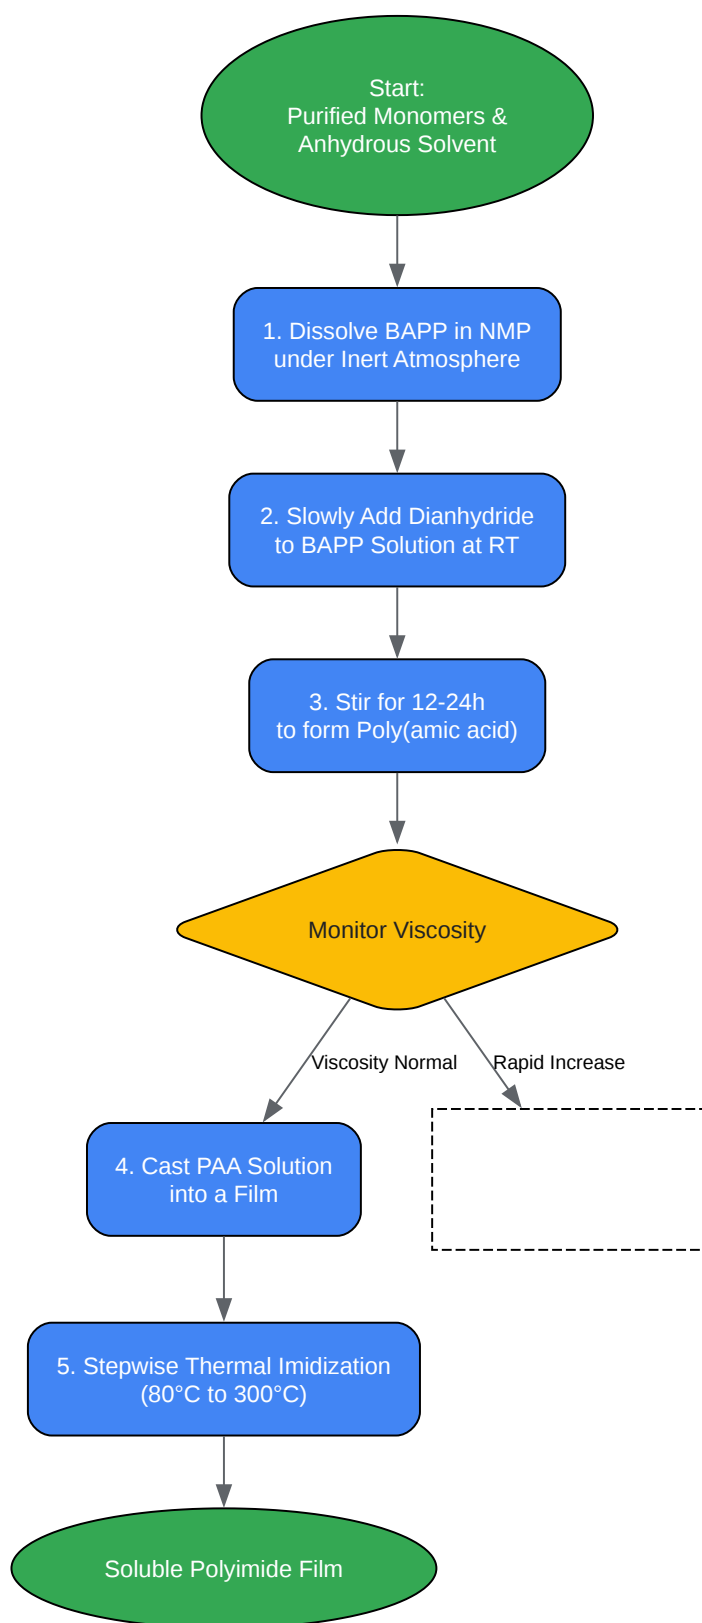 Start:
Purified Monomers &
Anhydrous Solvent
1. Dissolve BAPP in NMP
under Inert Atmosphere
2. Slowly Add Dianhydride
to BAPP Solution at RT
3. Stir for 12-24h
to form Poly(amic acid)
Monitor Viscosity
Viscosity Normal
Rapid Increase
4. Cast PAA Solution
into a Film
5. Stepwise Thermal Imidization
(80°C to 300°C)
Soluble Polyimide Film